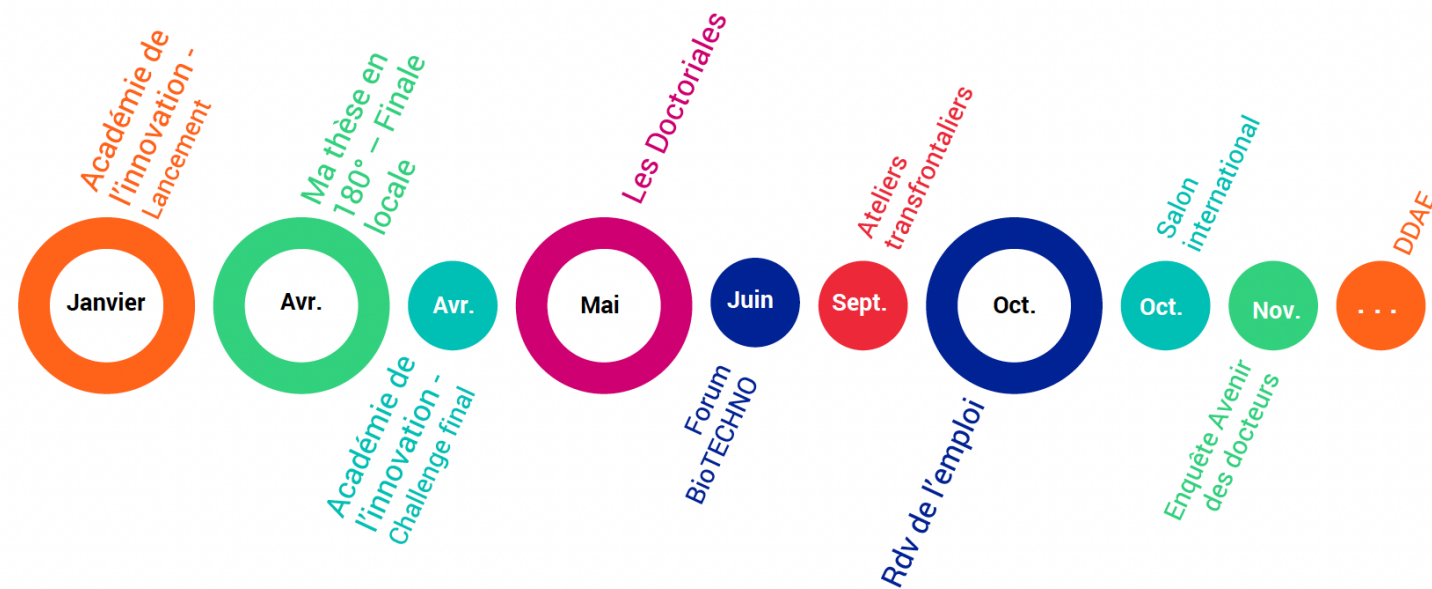 Académie de
l'innovation -
Lancement
Janvier
Ma thèse en
180° – Finale
locale
Avr.
Avr.
Académie de
l'innovation -
Challenge final
Les Doctoriales
Mai
Juin
Forum
BioTECHNO
Ateliers
transfrontaliers
Sept.
Oct.
Rdv de l'emploi
Salon
international
Oct.
Nov.
Enquête Avenir
des docteurs
DDAE
. . .